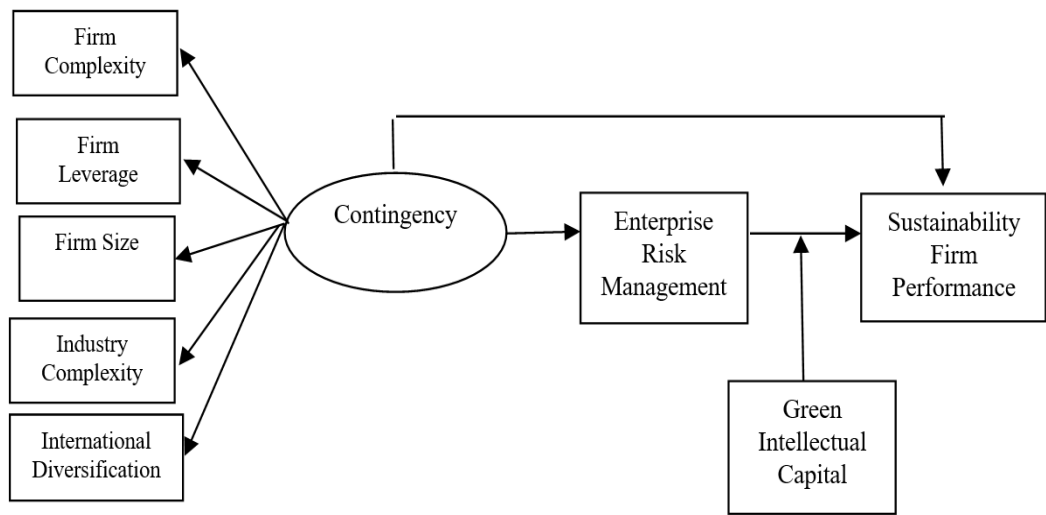 Firm
Complexity
Firm
Leverage
Firm Size
Industry
Complexity
International
Diversification
Contingency
Enterprise
Risk
Management
Sustainability
Firm
Performance
Green
Intellectual
Capital